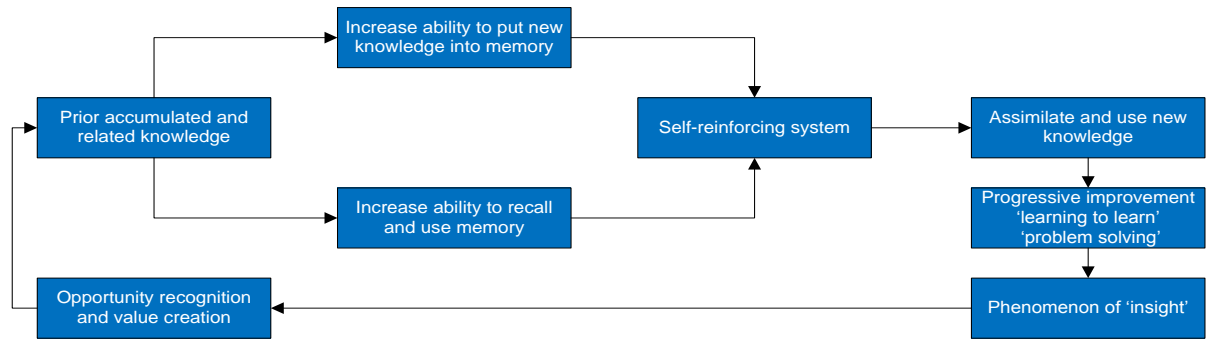 Increase ability to put new
knowledge into memory
Prior accumulated and
related knowledge
Self-reinforcing system
Assimilate and use new
knowledge
Increase ability to recall
and use memory
Progressive improvement
‘learning to learn’
‘problem solving’
Opportunity recognition
and value creation
Phenomenon of ‘insight’